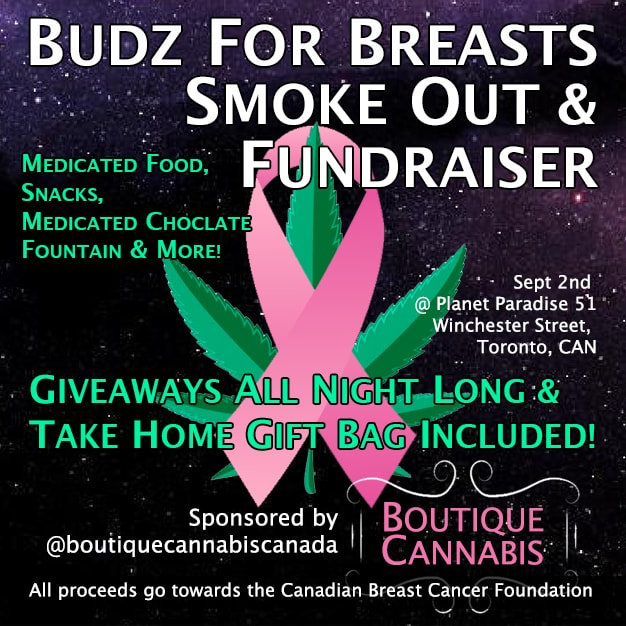 Budz For Breasts
Smoke Out &
Fundraiser
Medicated Food,
Snacks,
Medicated Choclate
Fountain & More!
Sept 2nd
@ Planet Paradise 51
Winchester Street,
Toronto, CAN
Giveaways All Night Long &
Take Home Gift Bag Included!
Sponsored by
@boutiquecannabiscanada
Boutique
Cannabis
All proceeds go towards the Canadian Breast Cancer Foundation